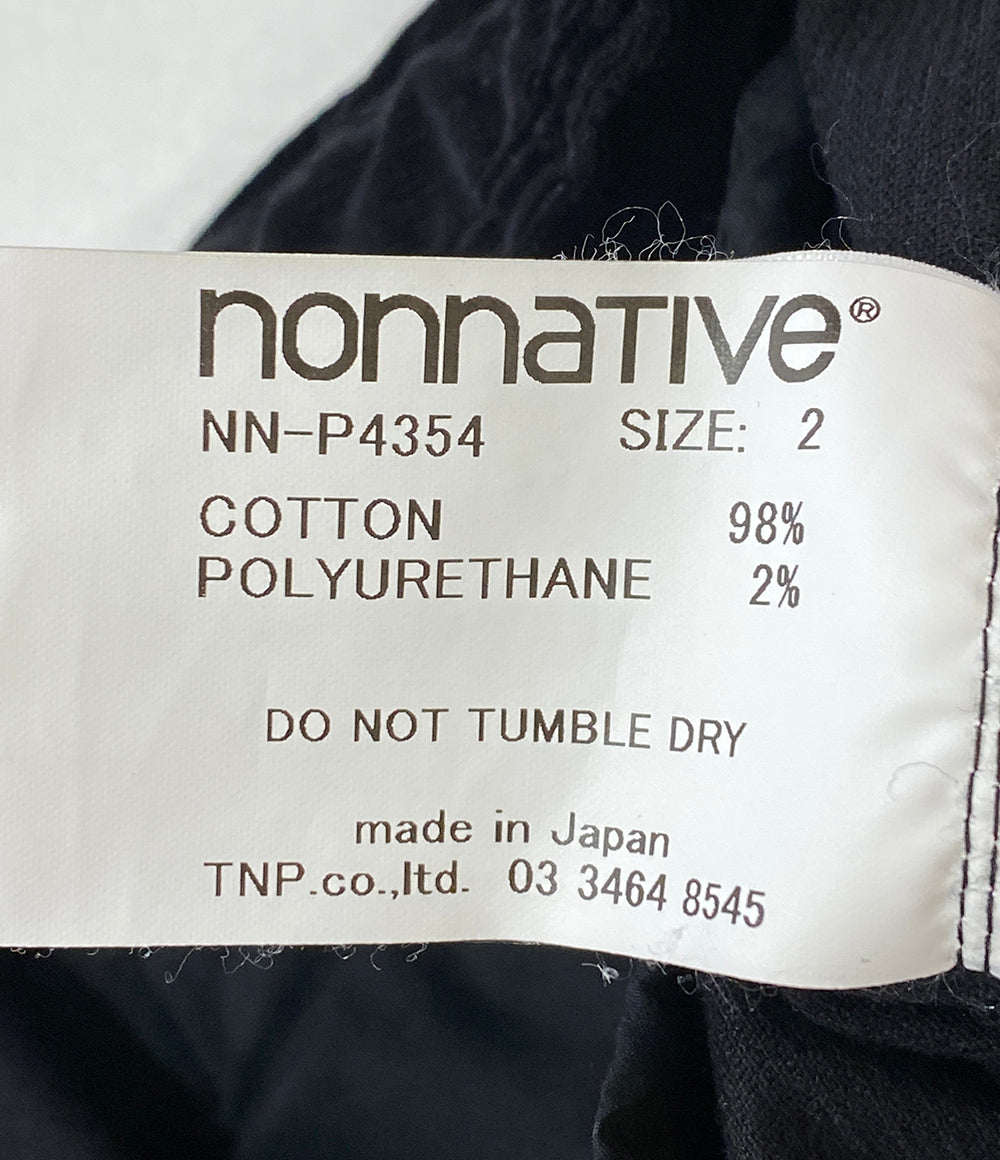 nonnative®
NN-P4354 SIZE: 2
COTTON 98%
POLYURETHANE 2%
DO NOT TUMBLE DRY
made in Japan
TNP.co.,ltd. 03 3464 8545